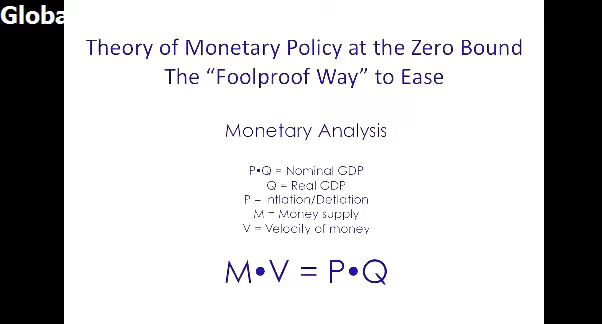 Globa
Theory of Monetary Policy at the Zero Bound
The “Foolproof Way” to Ease
Monetary Analysis
P•Q = Nominal GDP
Q = Real GDP
P = Inflation/Deflation
M = Money supply
V = Velocity of money
M•V = P•Q